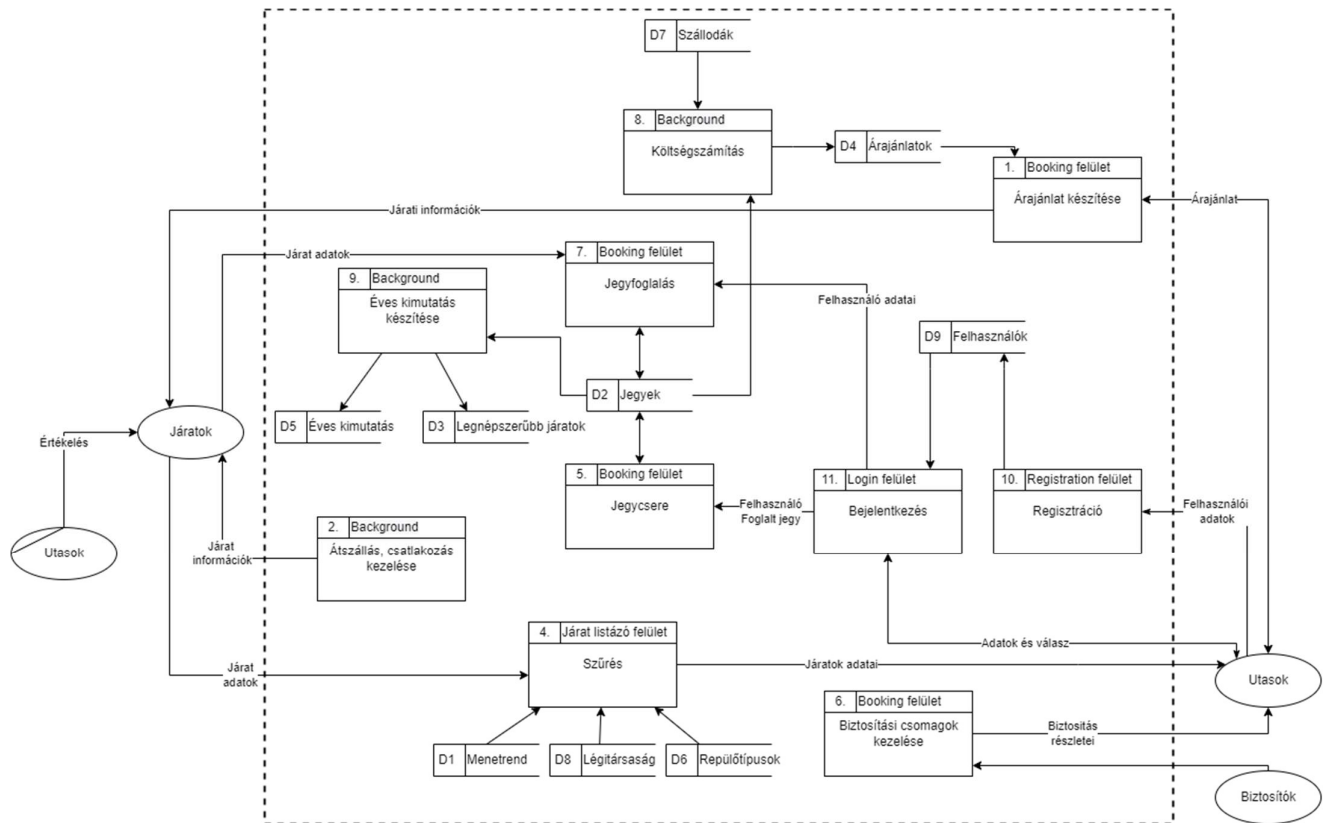 D7 Szállodák
8. Background
Költségszámítás
D4 Árajánlatok
1. Booking felület
Árajánlat készítése
Járati információk
Árajánlat
Járat adatok
7. Booking felület
Jegyfoglalás
9. Background
Éves kimutatás
készítése
Felhasználó adatai
D9 Felhasználók
D2 Jegyek
D5 Éves kimutatás
D3 Legnépszerűbb járatok
Járatok
Értékelés
5. Booking felület
Jegycsere
Felhasználó
Foglalt jegy
11. Login felület
Bejelentkezés
10. Registration felület
Regisztráció
Felhasználói
adatok
Utasok
Járat
információk
2. Background
Átszállás, csatlakozás
kezelése
4. Járat listázó felület
Szűrés
Adatok és válasz
Járat
adatok
Járatok adatai
Utasok
6. Booking felület
Biztosítási csomagok
kezelése
Biztositás
részletei
D1 Menetrend
D8 Légitársaság
D6 Repülőtípusok
Biztosítók